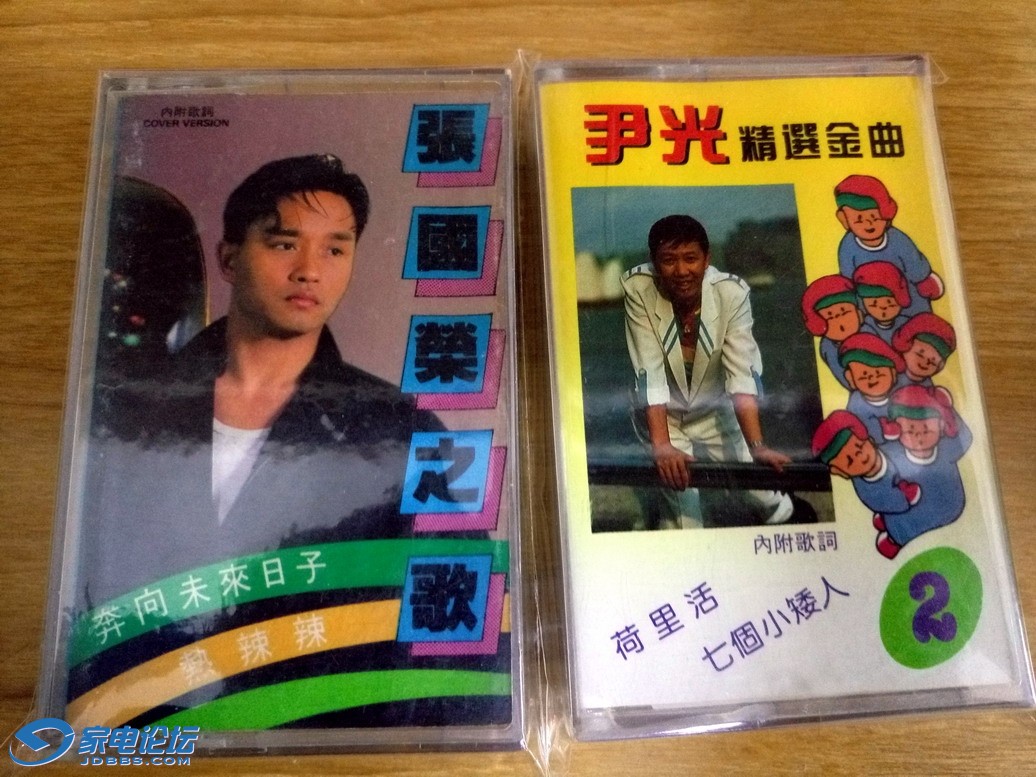 內附歌詞
COVER VERSION
張國榮之歌
奔向未來日子
熱辣辣
尹光精選金曲
內附歌詞
荷里活
七個小矮人
2
家电论坛
JDBBS.COM